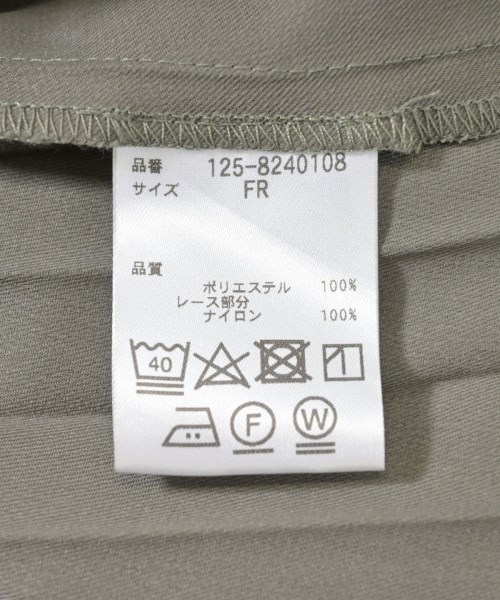 品番 125-8240108
サイズ FR
品質
ポリエステル 100%
レース部分
ナイロン 100%
40
F W